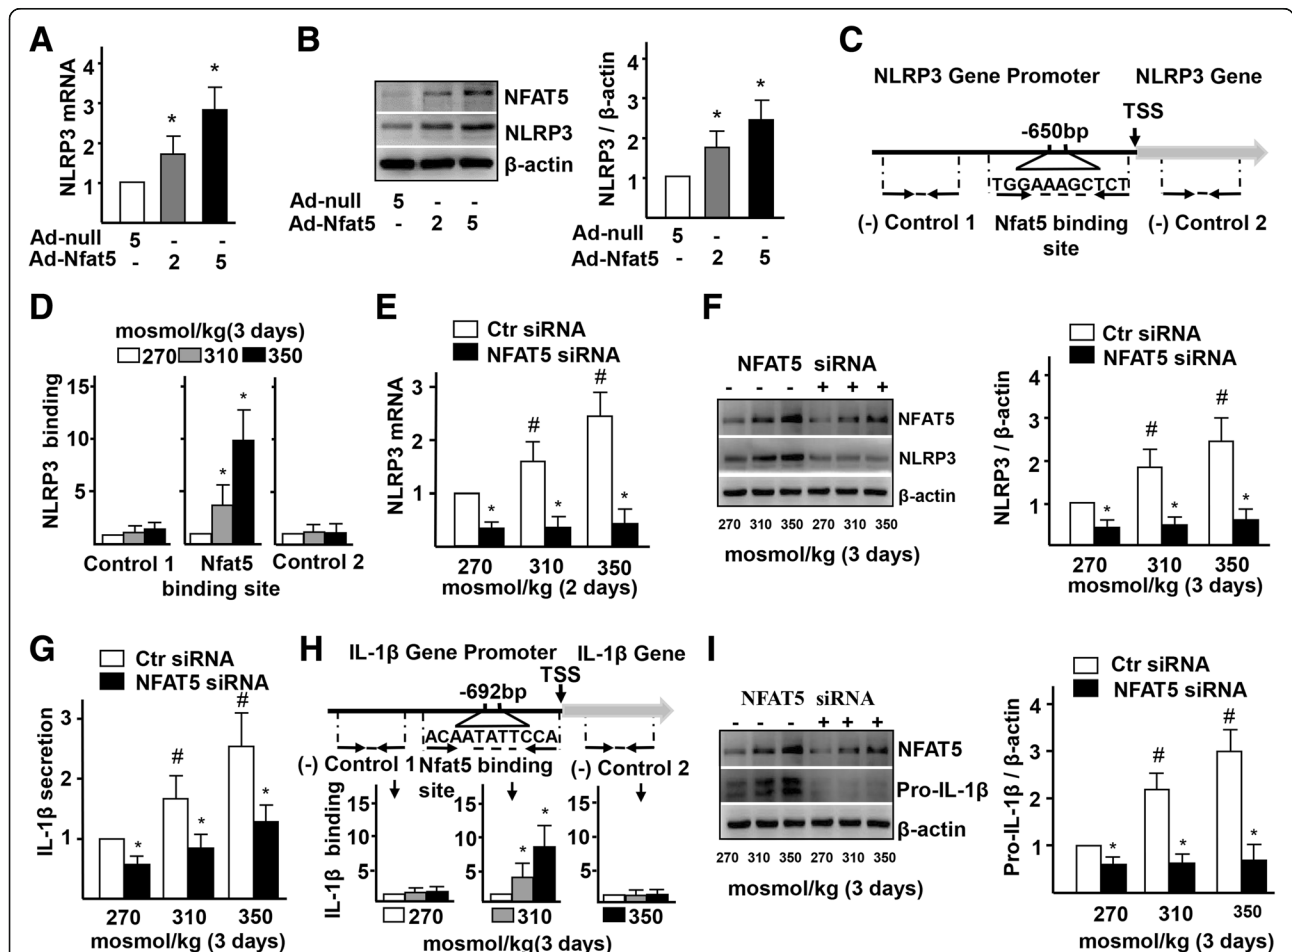 A
NLRP3 mRNA
4
3
2
1
*
*
Ad-null 5 - -
Ad-Nfat5 - 2 5
B
NFAT5
NLRP3
β-actin
Ad-null 5 - -
Ad-Nfat5 - 2 5
NLRP3 / β-actin
4
3
2
1
*
*
Ad-null 5 - -
Ad-Nfat5 - 2 5
C
NLRP3 Gene Promoter NLRP3 Gene
TSS
-650bp
TGGAAAGCTCT
(-) Control 1 Nfat5 binding (-) Control 2
site
D
mosmol/kg(3 days)
270 310 350
NLRP3 binding
15
10
5
*
*
Control 1 Nfat5 Control 2
binding site
E
Ctr siRNA
NFAT5 siRNA
NLRP3 mRNA
3
2
1
# #
* * *
270 310 350
mosmol/kg (2 days)
F
NFAT5 siRNA
- - - + + +
NFAT5
NLRP3
β-actin
270 310 350 270 310 350
mosmol/kg (3 days)
Ctr siRNA
NFAT5 siRNA
NLRP3 / β-actin
4
3
2
1
# #
* * *
270 310 350
mosmol/kg (3 days)
G
Ctr siRNA
NFAT5 siRNA
IL-1β secretion
3
2
1
# #
* * *
270 310 350
mosmol/kg (3 days)
H
IL-1β Gene Promoter IL-1β Gene
TSS
-692bp
ACAATATTCCA
(-) Control 1 Nfat5 binding (-) Control 2
site
IL-1β binding
15
10
5
15
10
5
*
*
15
10
5
270 310 350
mosmol/kg(3 days)
I
NFAT5 siRNA
- - - + + +
NFAT5
Pro-IL-1β
β-actin
270 310 350 270 310 350
mosmol/kg (3 days)
Ctr siRNA
NFAT5 siRNA
Pro-IL-1β / β-actin
4
3
2
1
# #
* * *
270 310 350
mosmol/kg (3 days)